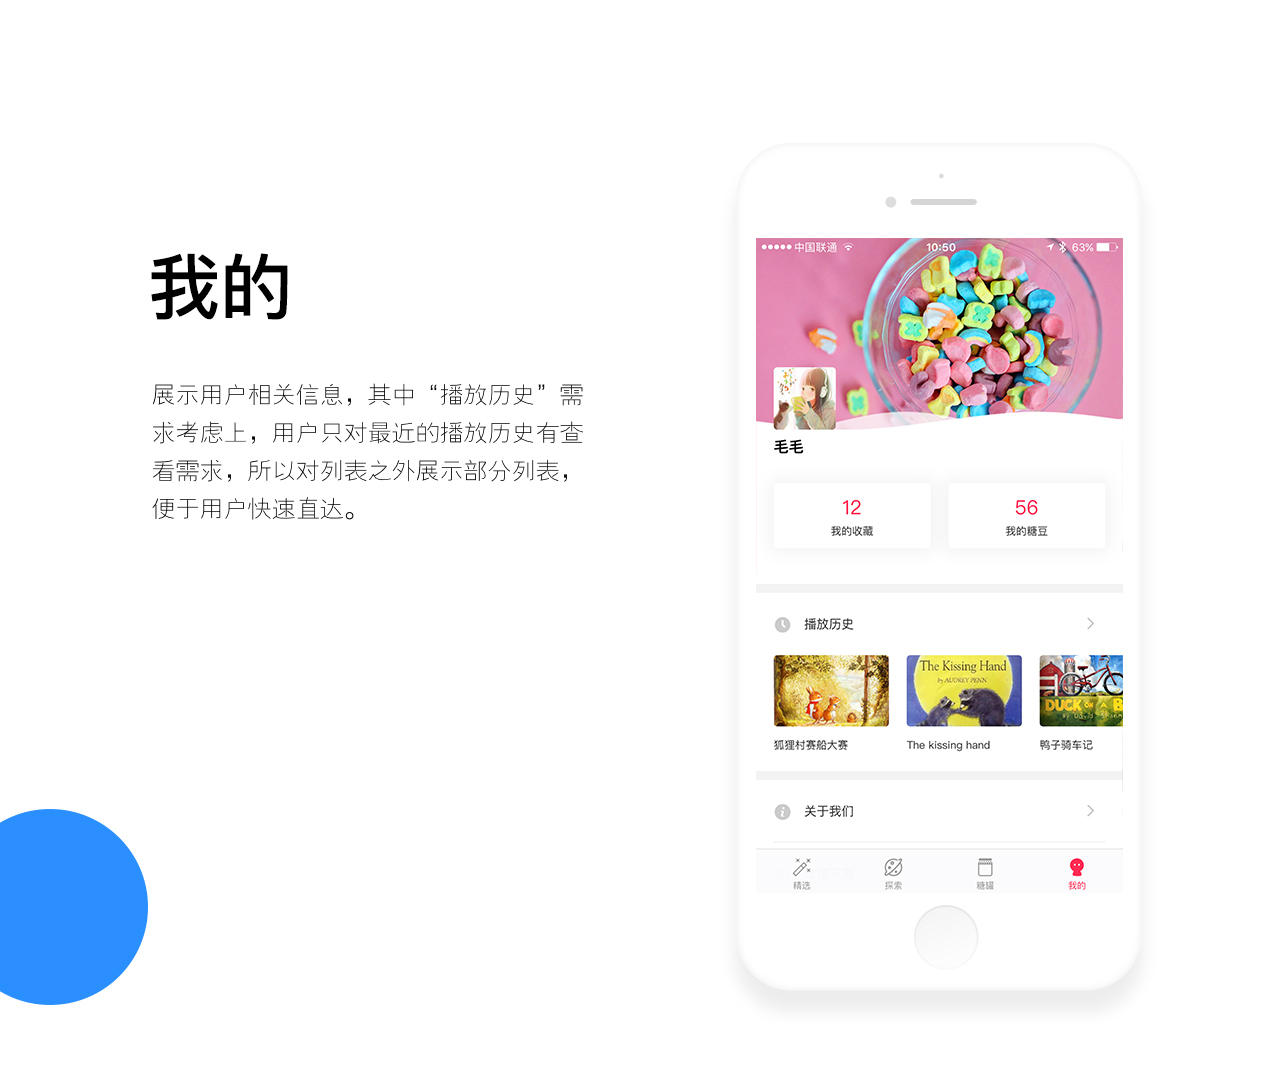 我的
展示用户相关信息，其中“播放历史”需
求考虑上，用户只对最近的播放历史有查
看需求，所以对列表之外展示部分列表，
便于用户快速直达。
中国联通 10:50 63%
毛毛
12 56
我的收藏 我的糖豆
播放历史
The Kissing Hand
by AUDREY PENN
DUCK ON A B
狐狸村赛船大赛 The kissing hand 鸭子骑车记
关于我们
精选 探索 糖罐 我的